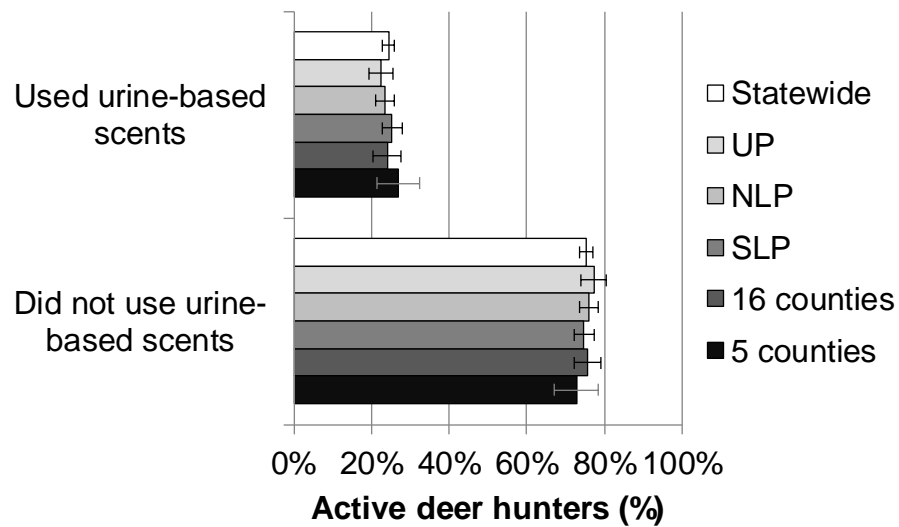 Used urine-based
scents
Did not use urine-
based scents
Statewide
UP
NLP
SLP
16 counties
5 counties
0% 20% 40% 60% 80% 100%
Active deer hunters (%)